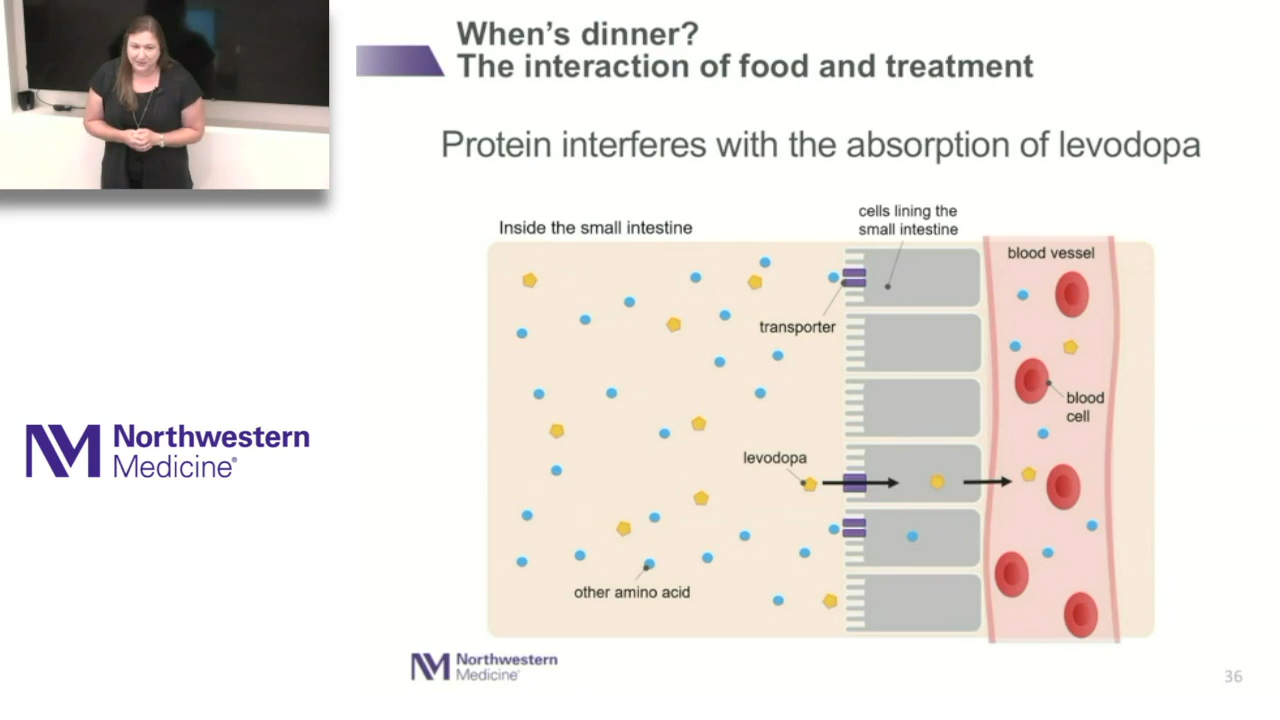 When's dinner?
The interaction of food and treatment
Protein interferes with the absorption of levodopa
Inside the small intestine
cells lining the
small intestine
blood vessel
transporter
blood
cell
levodopa
other amino acid
Northwestern
Medicine®
Northwestern
Medicine®
36